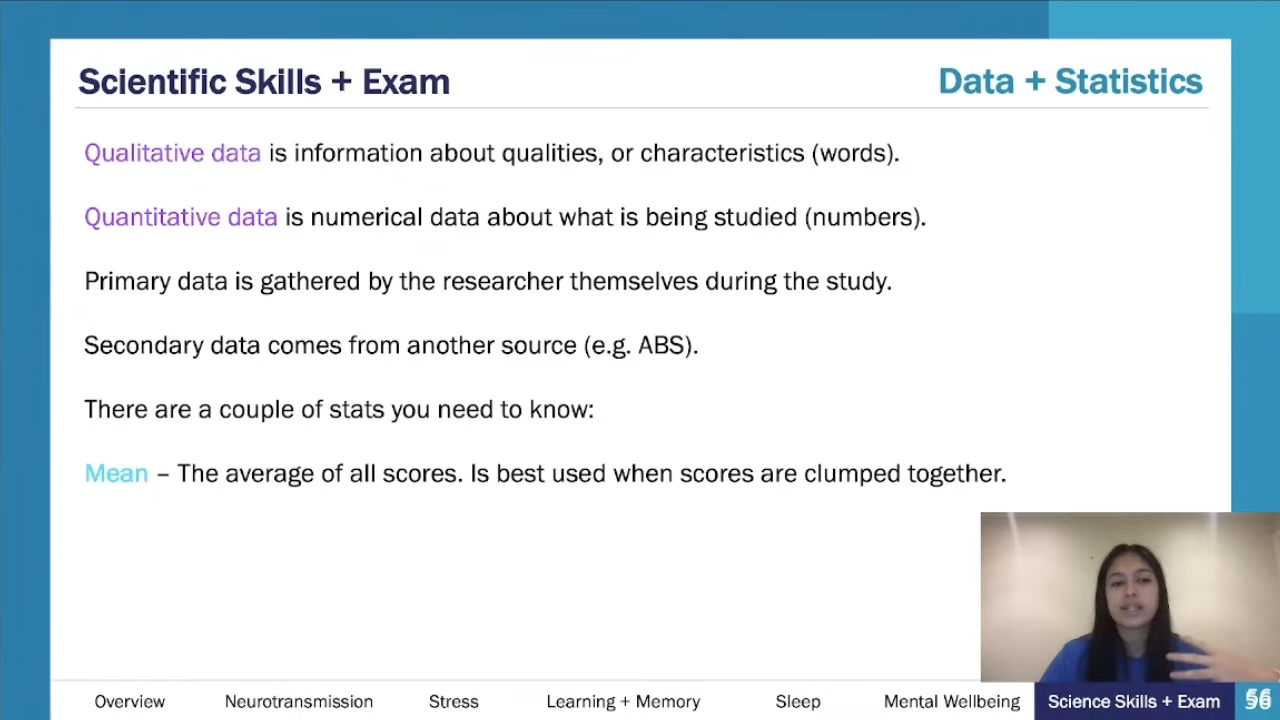 Scientific Skills + Exam
Data + Statistics
Qualitative data is information about qualities, or characteristics (words).
Quantitative data is numerical data about what is being studied (numbers).
Primary data is gathered by the researcher themselves during the study.
Secondary data comes from another source (e.g. ABS).
There are a couple of stats you need to know:
Mean – The average of all scores. Is best used when scores are clumped together.
Overview
Neurotransmission
Stress
Learning + Memory
Sleep
Mental Wellbeing
Science Skills + Exam